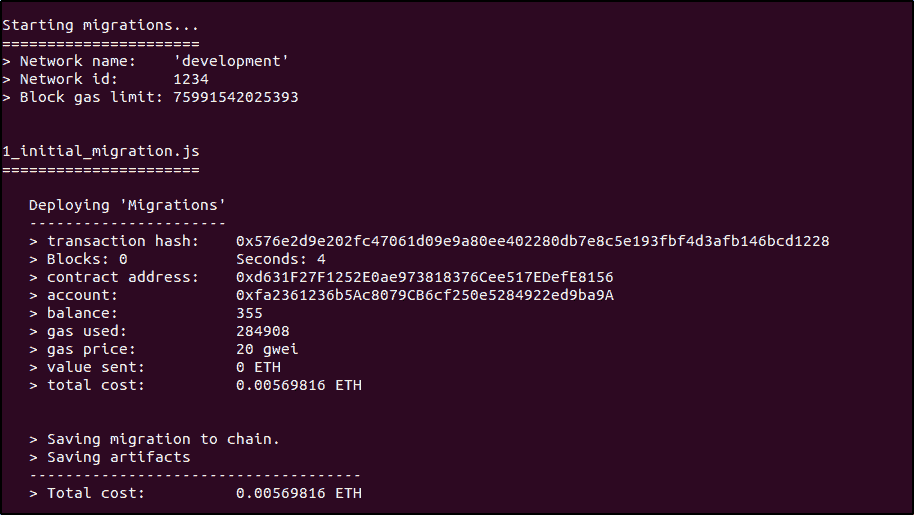 Starting migrations...
======================
> Network name:    'development'
> Network id:      1234
> Block gas limit: 75991542025393
1_initial_migration.js
======================
   Deploying 'Migrations'
   ----------------------
   > transaction hash:    0x576e2d9e202fc47061d09e9a80ee402280db7e8c5e193fbf4d3afb146bcd1228
   > Blocks: 0            Seconds: 4
   > contract address:    0xd631F27F1252E0ae973818376Cee517EDefE8156
   > account:             0xfa2361236b5Ac8079CB6cf250e5284922ed9ba9A
   > balance:             355
   > gas used:            284908
   > gas price:           20 gwei
   > value sent:          0 ETH
   > total cost:          0.00569816 ETH
   > Saving migration to chain.
   > Saving artifacts
   -------------------------------------
   > Total cost:          0.00569816 ETH